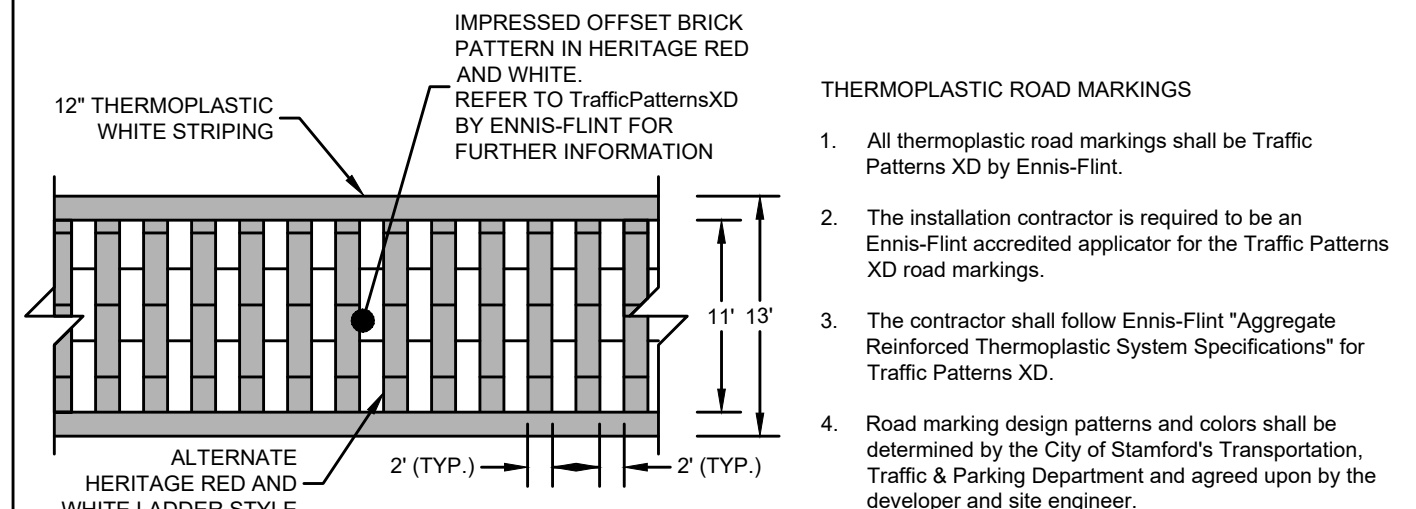 IMPRESSED OFFSET BRICK
PATTERN IN HERITAGE RED
AND WHITE.
REFER TO TrafficPatternsXD
BY ENNIS-FLINT FOR
FURTHER INFORMATION
12" THERMOPLASTIC
WHITE STRIPING
11' 13'
ALTERNATE
HERITAGE RED AND
WHITE LADDER STYLE
2' (TYP.)
2' (TYP.)
THERMOPLASTIC ROAD MARKINGS
1. All thermoplastic road markings shall be Traffic
Patterns XD by Ennis-Flint.
2. The installation contractor is required to be an
Ennis-Flint accredited applicator for the Traffic Patterns
XD road markings.
3. The contractor shall follow Ennis-Flint "Aggregate
Reinforced Thermoplastic System Specifications" for
Traffic Patterns XD.
4. Road marking design patterns and colors shall be
determined by the City of Stamford's Transportation,
Traffic & Parking Department and agreed upon by the
developer and site engineer.